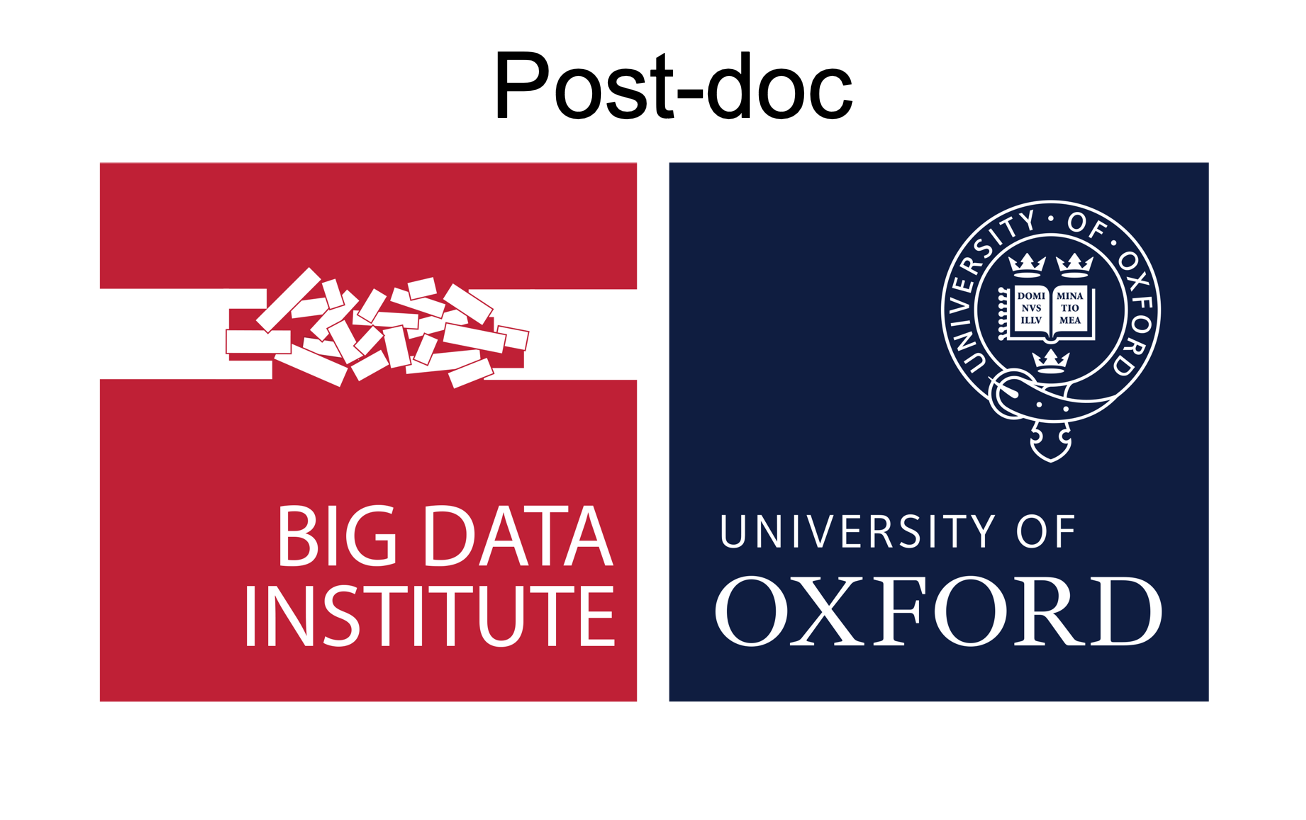 Post-doc
BIG DATA
INSTITUTE
UNIVERSITY · OF · OXFORD
DOMI
NVS
ILLV
MINA
TIO
MEA
UNIVERSITY OF
OXFORD